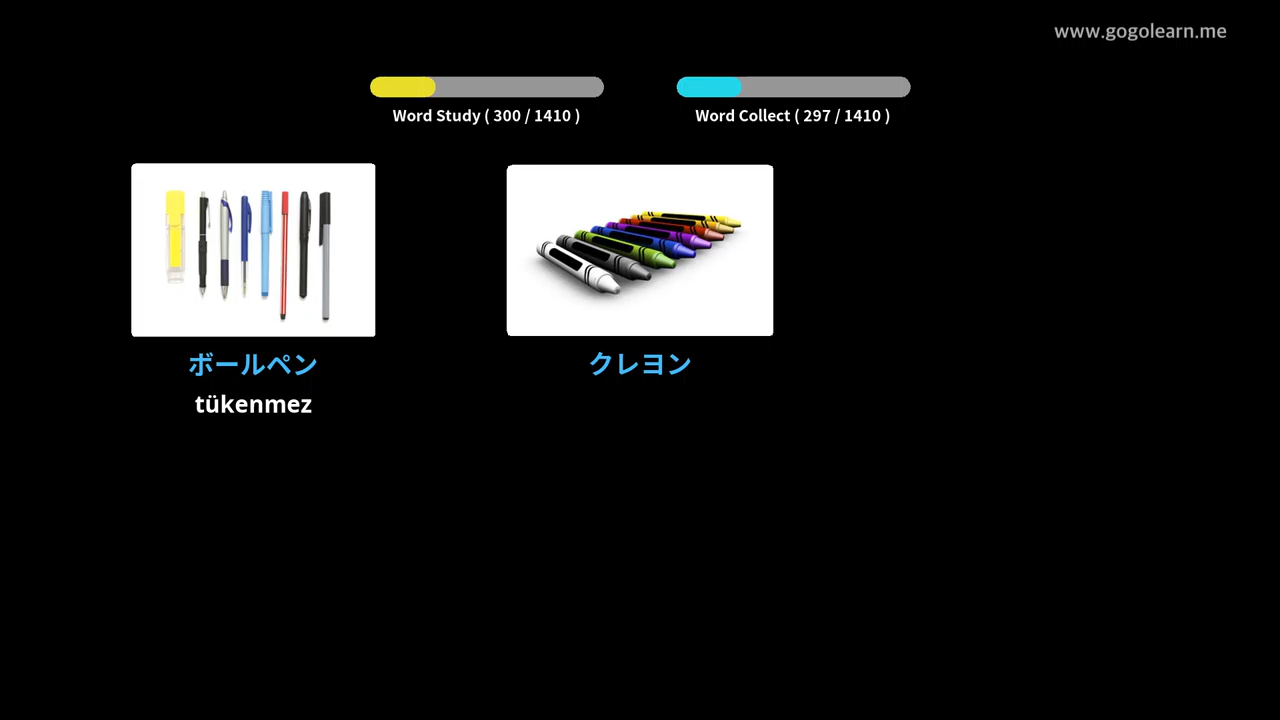 www.gogolearn.me
Word Study ( 300 / 1410 )
Word Collect ( 297 / 1410 )
ボールペン
tükenmez
クレヨン